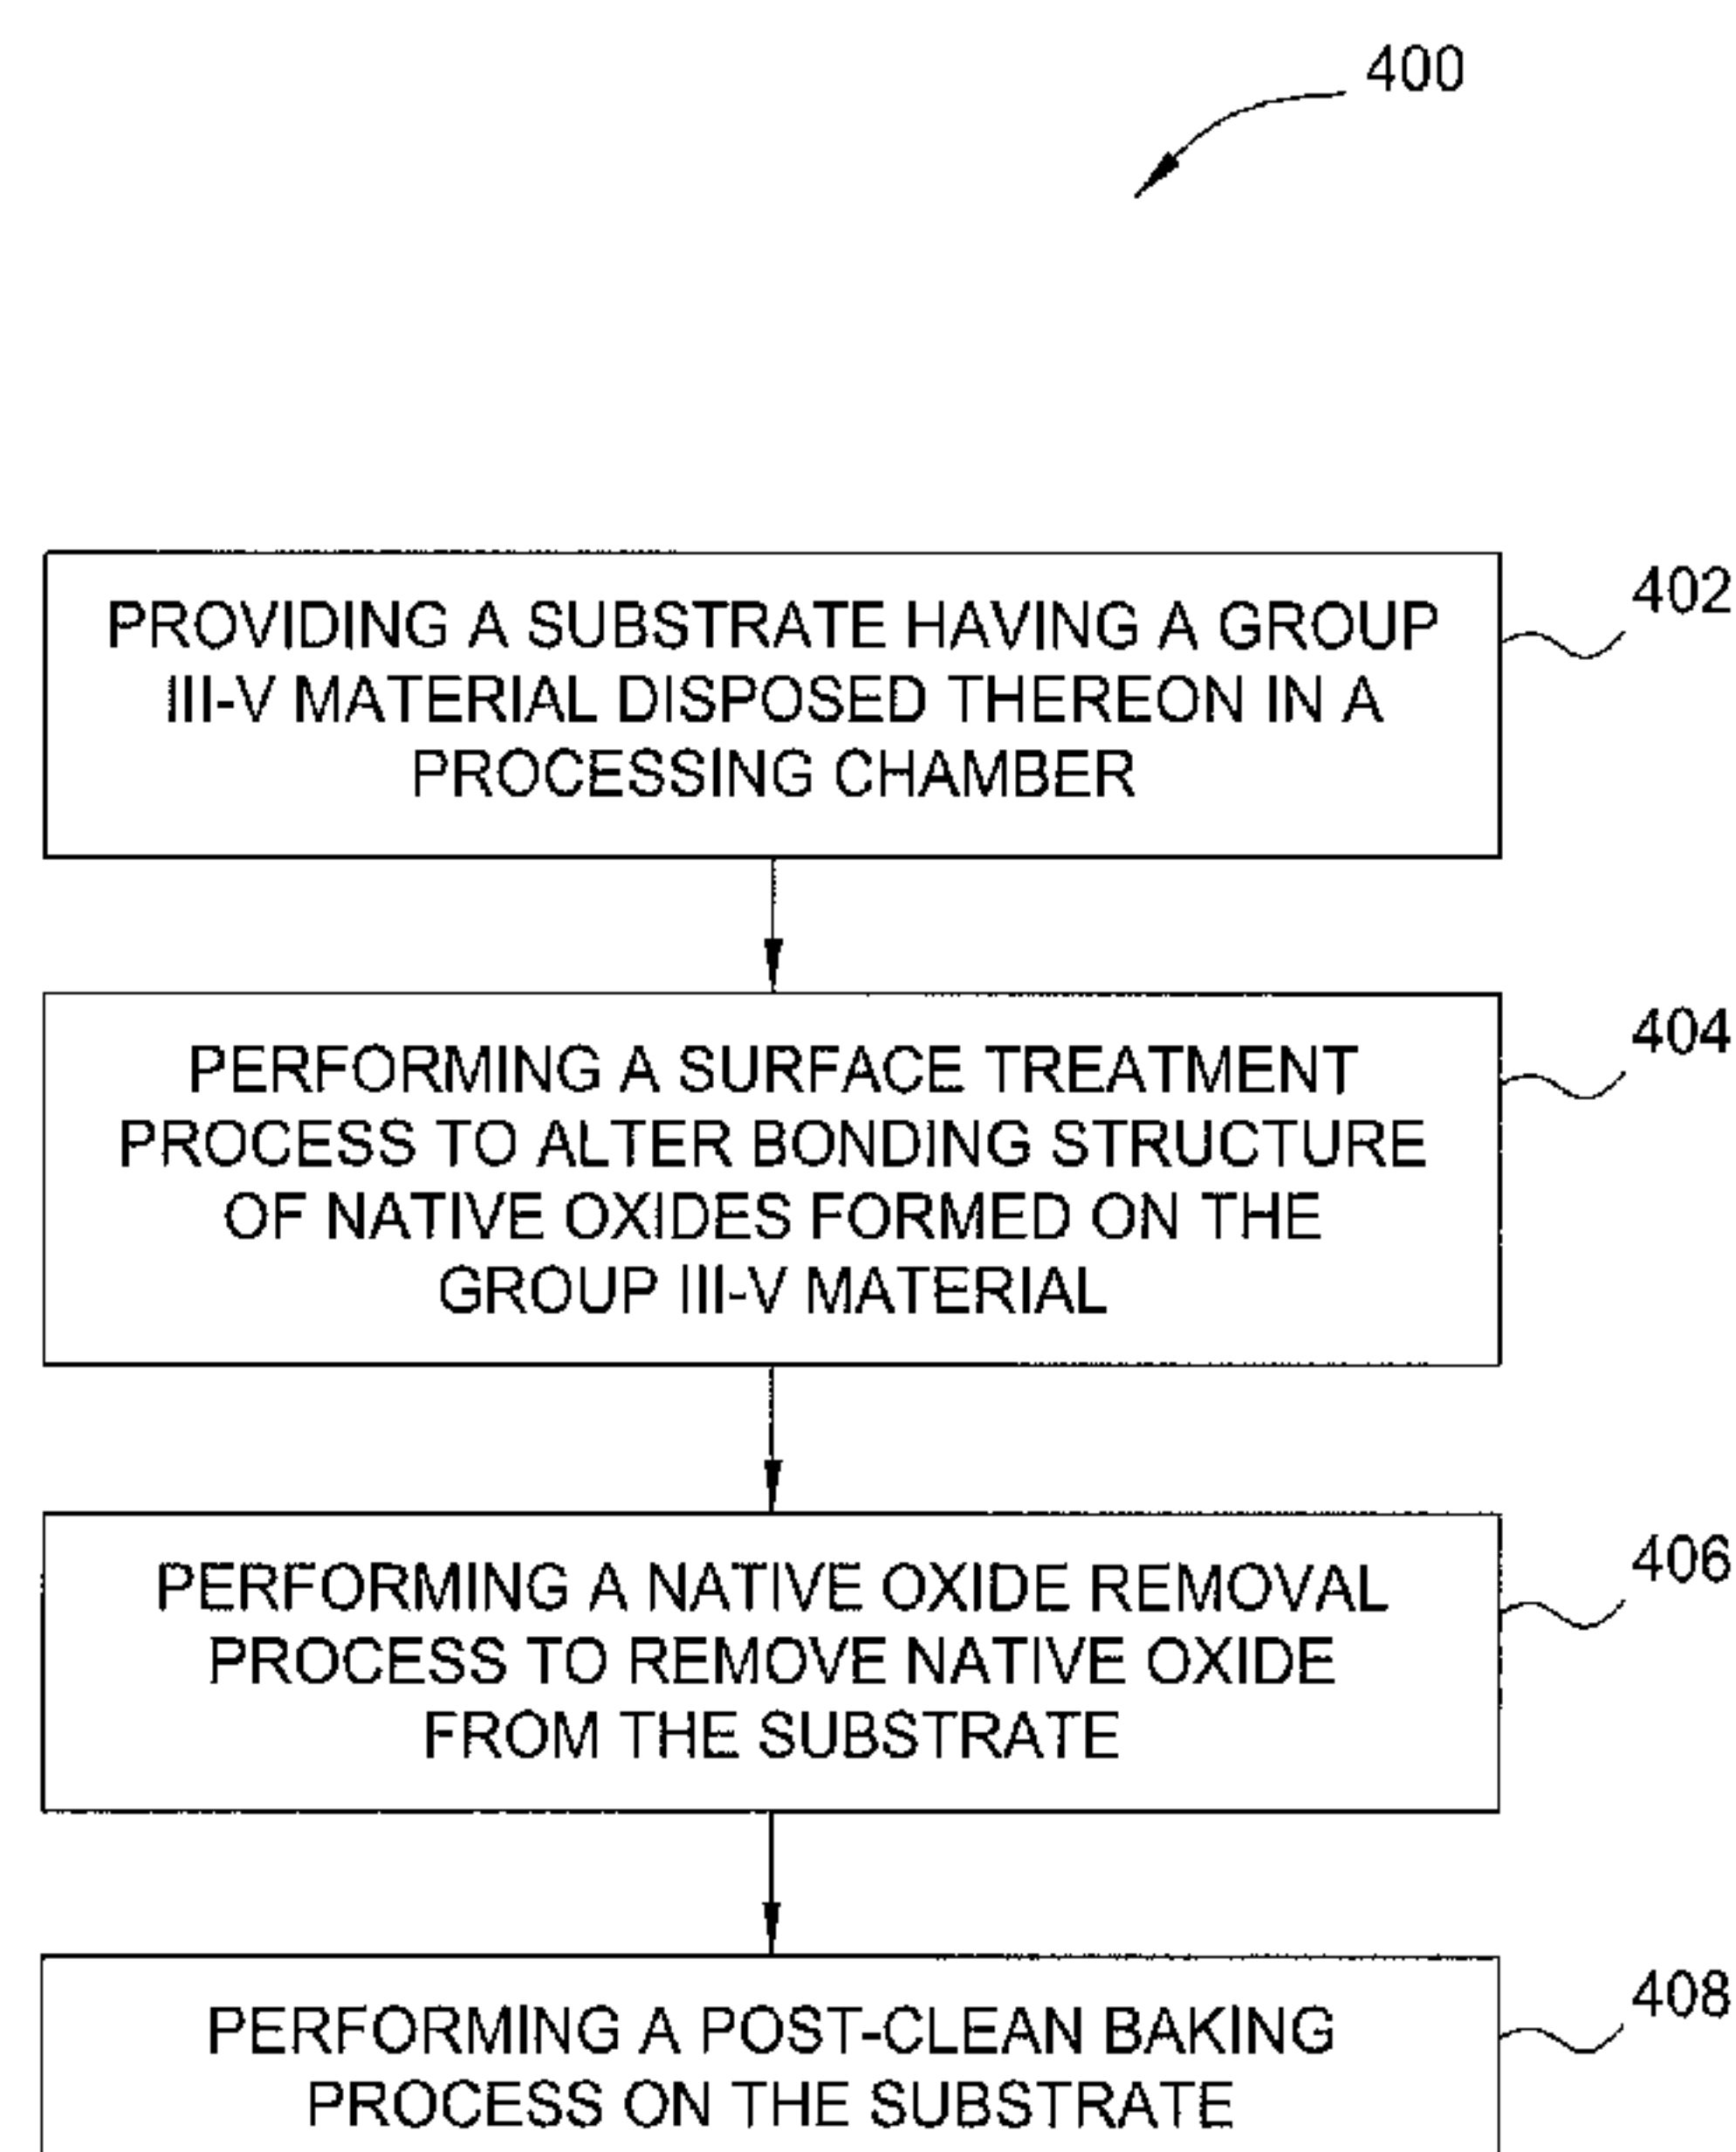 400
PROVIDING A SUBSTRATE HAVING A GROUP
III-V MATERIAL DISPOSED THEREON IN A
PROCESSING CHAMBER
402
PERFORMING A SURFACE TREATMENT
PROCESS TO ALTER BONDING STRUCTURE
OF NATIVE OXIDES FORMED ON THE
GROUP III-V MATERIAL
404
PERFORMING A NATIVE OXIDE REMOVAL
PROCESS TO REMOVE NATIVE OXIDE
FROM THE SUBSTRATE
406
PERFORMING A POST-CLEAN BAKING
PROCESS ON THE SUBSTRATE
408